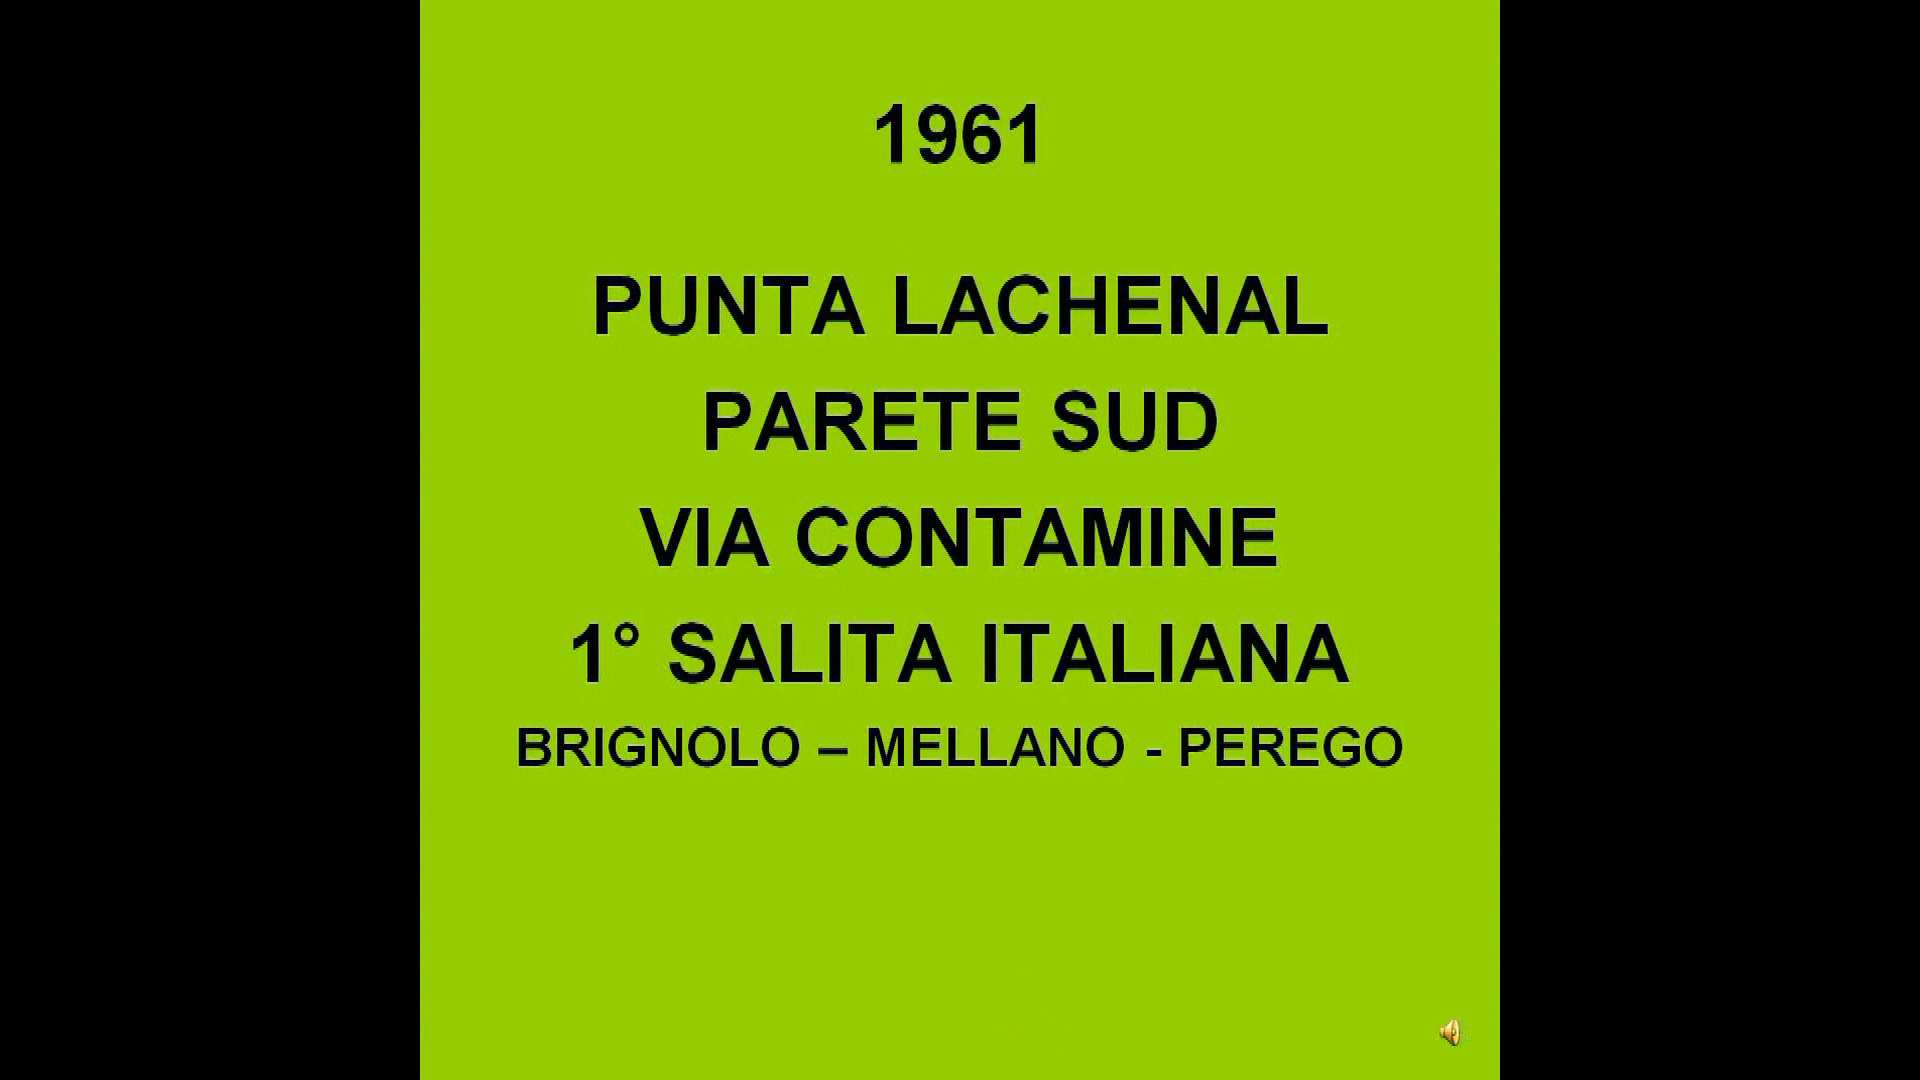 1961
PUNTA LACHENAL
PARETE SUD
VIA CONTAMINE
1° SALITA ITALIANA
BRIGNOLO – MELLANO - PEREGO